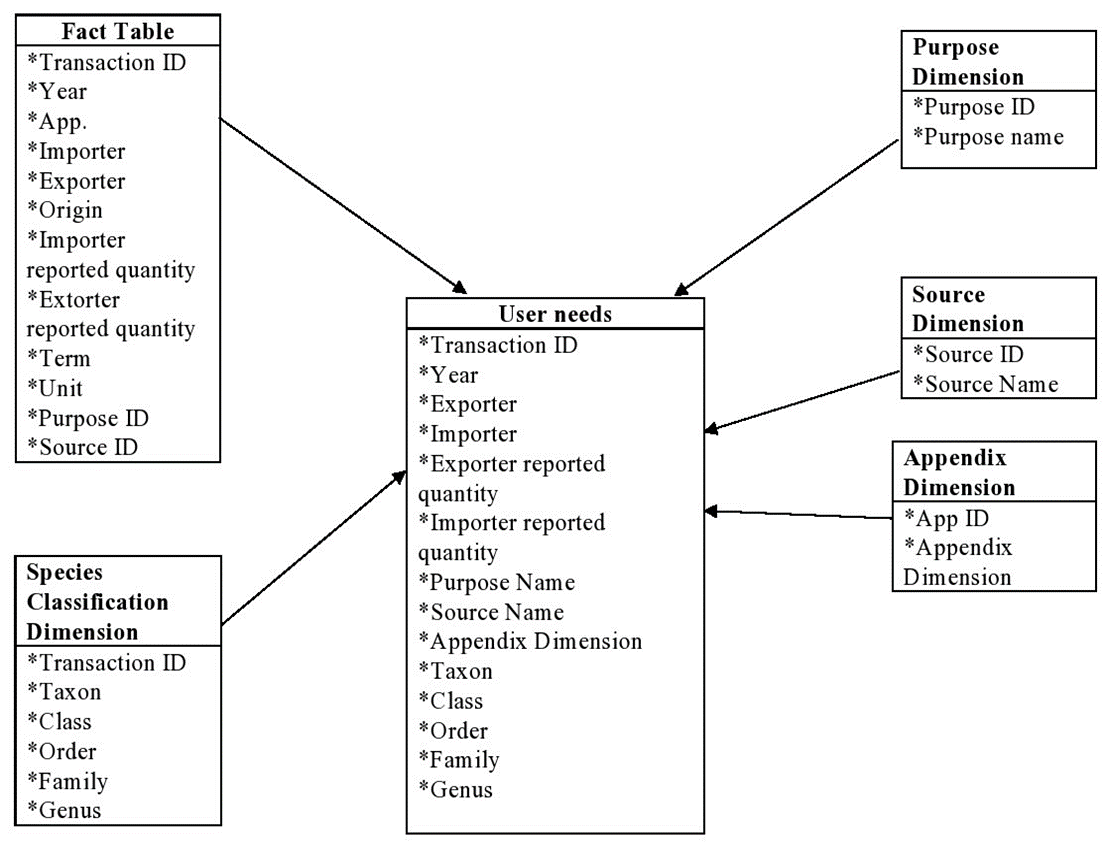 Fact Table
*Transaction ID
*Year
*App.
*Importer
*Exporter
*Origin
*Importer
reported quantity
*Extorter
reported quantity
*Term
*Unit
*Purpose ID
*Source ID
Species
Classification
Dimension
*Transaction ID
*Taxon
*Class
*Order
*Family
*Genus
User needs
*Transaction ID
*Year
*Exporter
*Importer
*Exporter reported
quantity
*Importer reported
quantity
*Purpose Name
*Source Name
*Appendix Dimension
*Taxon
*Class
*Order
*Family
*Genus
Purpose
Dimension
*Purpose ID
*Purpose name
Source
Dimension
*Source ID
*Source Name
Appendix
Dimension
*App ID
*Appendix
Dimension